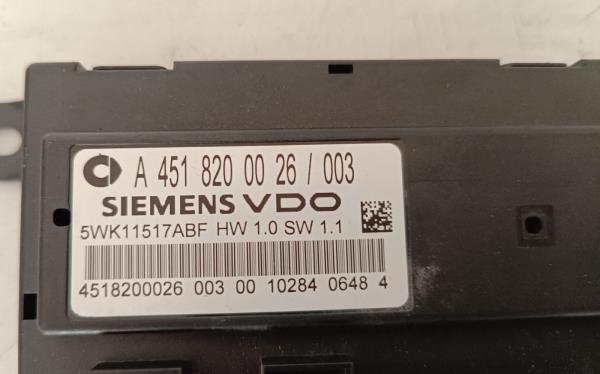 A 451 820 00 26 / 003
SIEMENS VDO
5WK11517ABF HW 1.0 SW 1.1
4518200026 003 00 10284 0648 4